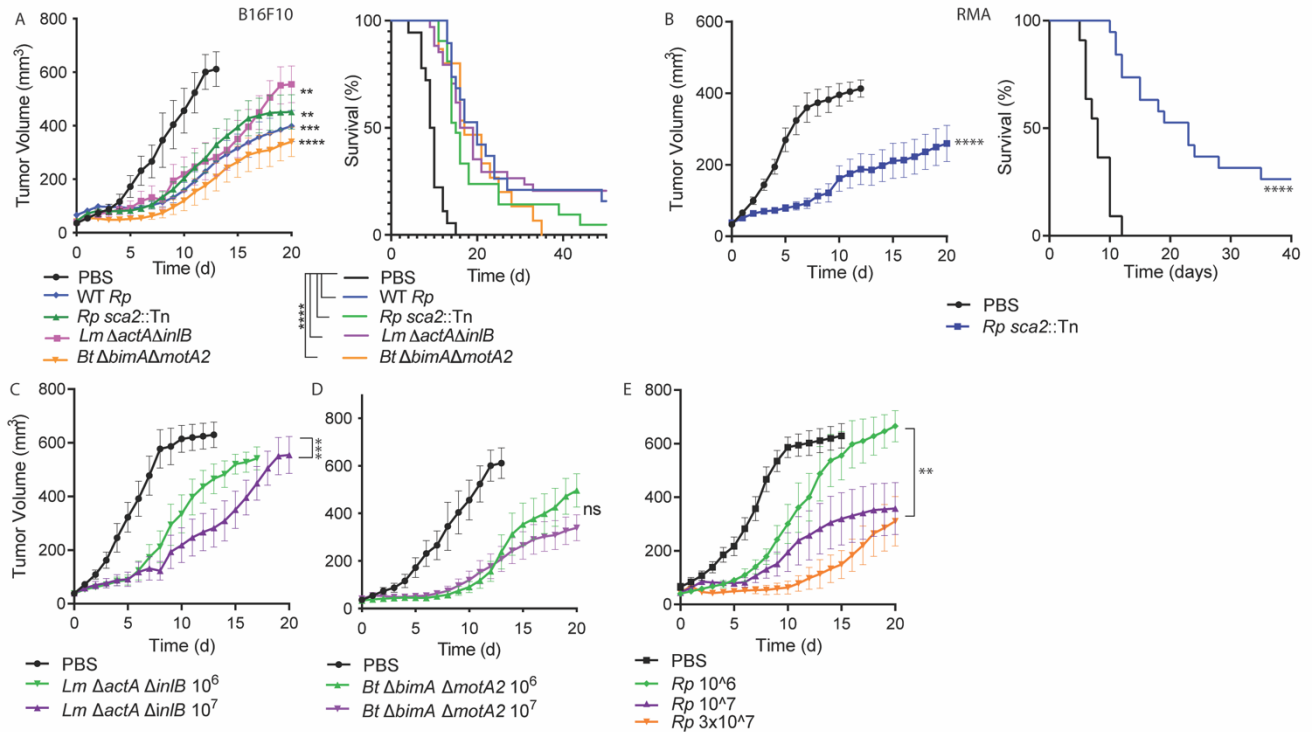 A
B16F10
Tumor Volume (mm³)
800
600
400
200
0
0 5 10 15 20
Time (d)
**
**
***
****
Survival (%)
100
50
0
0 10 20 30 40
Time (d)
PBS
WT Rp
Rp sca2::Tn
Lm ΔactAΔinlB
Bt ΔbimAΔmotA2
****
PBS
WT Rp
Rp sca2::Tn
Lm ΔactAΔinlB
Bt ΔbimAΔmotA2
B
RMA
Tumor Volume (mm³)
600
400
200
0
0 5 10 15 20
Time (d)
****
Survival (%)
100
50
0
0 10 20 30 40
Time (days)
****
PBS
Rp sca2::Tn
C
Tumor Volume (mm³)
800
600
400
200
0
0 5 10 15 20
Time (d)
***
PBS
Lm ΔactA ΔinlB 10⁶
Lm ΔactA ΔinlB 10⁷
D
800
600
400
200
0
0 5 10 15 20
Time (d)
ns
PBS
Bt ΔbimA ΔmotA2 10⁶
Bt ΔbimA ΔmotA2 10⁷
E
800
600
400
200
0
0 5 10 15 20
Time (d)
**
PBS
Rp 10^6
Rp 10^7
Rp 3x10^7